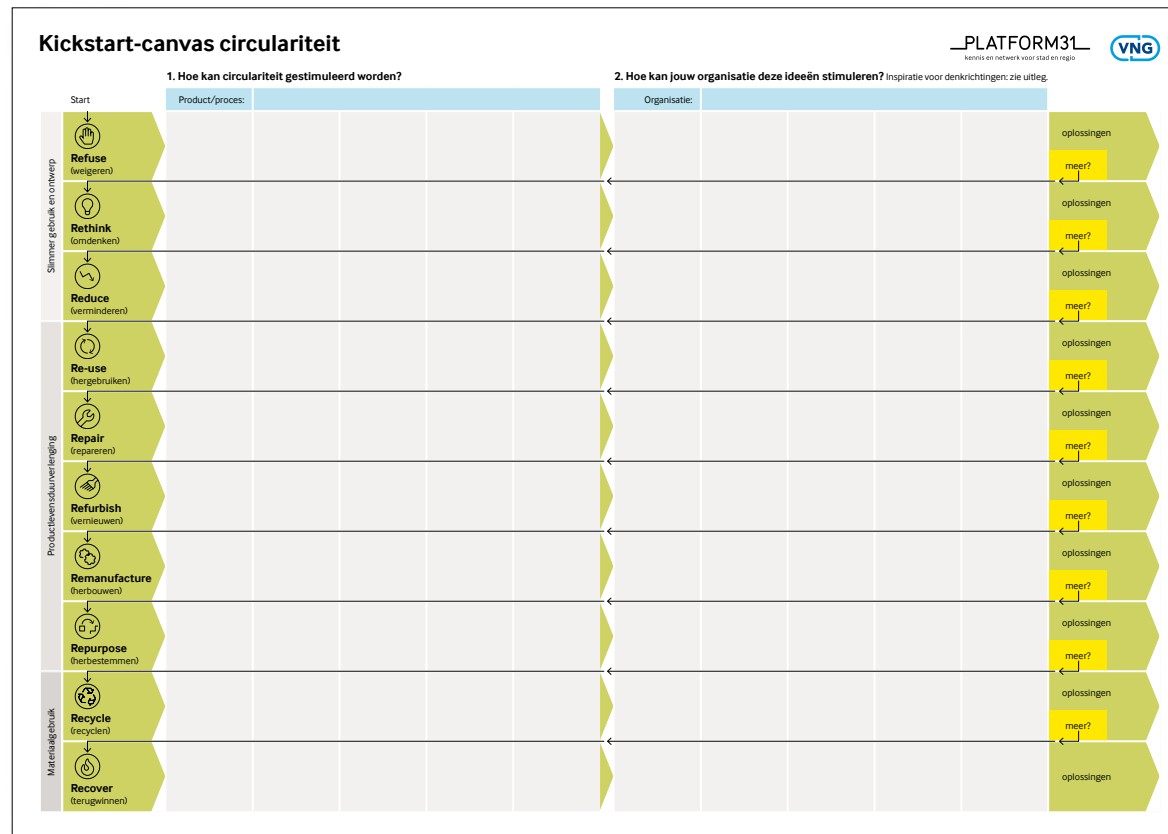 Kickstart-canvas circulariteit
PLATFORM31
kennis en netwerk voor stad en regio
VNG
1. Hoe kan circulariteit gestimuleerd worden?
2. Hoe kan jouw organisatie deze ideeën stimuleren? Inspiratie voor denkrichtingen: zie uitleg.
Start
Product/proces:
Organisatie:
Slimmer gebruik en ontwerp
Refuse
(weigeren)
oplossingen
meer?
Rethink
(omdenken)
oplossingen
meer?
Reduce
(verminderen)
oplossingen
meer?
Productlevensduurverlenging
Re-use
(hergebruiken)
oplossingen
meer?
Repair
(repareren)
oplossingen
meer?
Refurbish
(vernieuwen)
oplossingen
meer?
Remanufacture
(herbouwen)
oplossingen
meer?
Repurpose
(herbestemmen)
oplossingen
meer?
Materiaalgebruik
Recycle
(recyclen)
oplossingen
meer?
Recover
(terugwinnen)
oplossingen